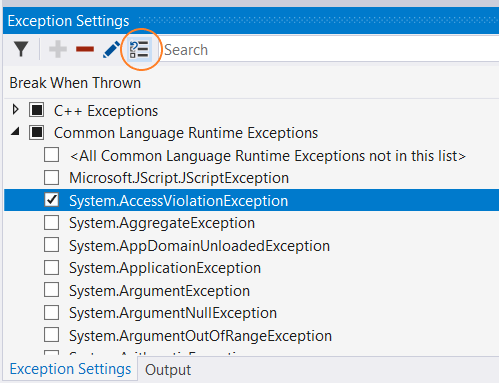 Exception Settings
Search
Break When Thrown
C++ Exceptions
Common Language Runtime Exceptions
<All Common Language Runtime Exceptions not in this list>
Microsoft.JScript.JScriptException
System.AccessViolationException
System.AggregateException
System.AppDomainUnloadedException
System.ApplicationException
System.ArgumentException
System.ArgumentNullException
System.ArgumentOutOfRangeException
Exception Settings Output